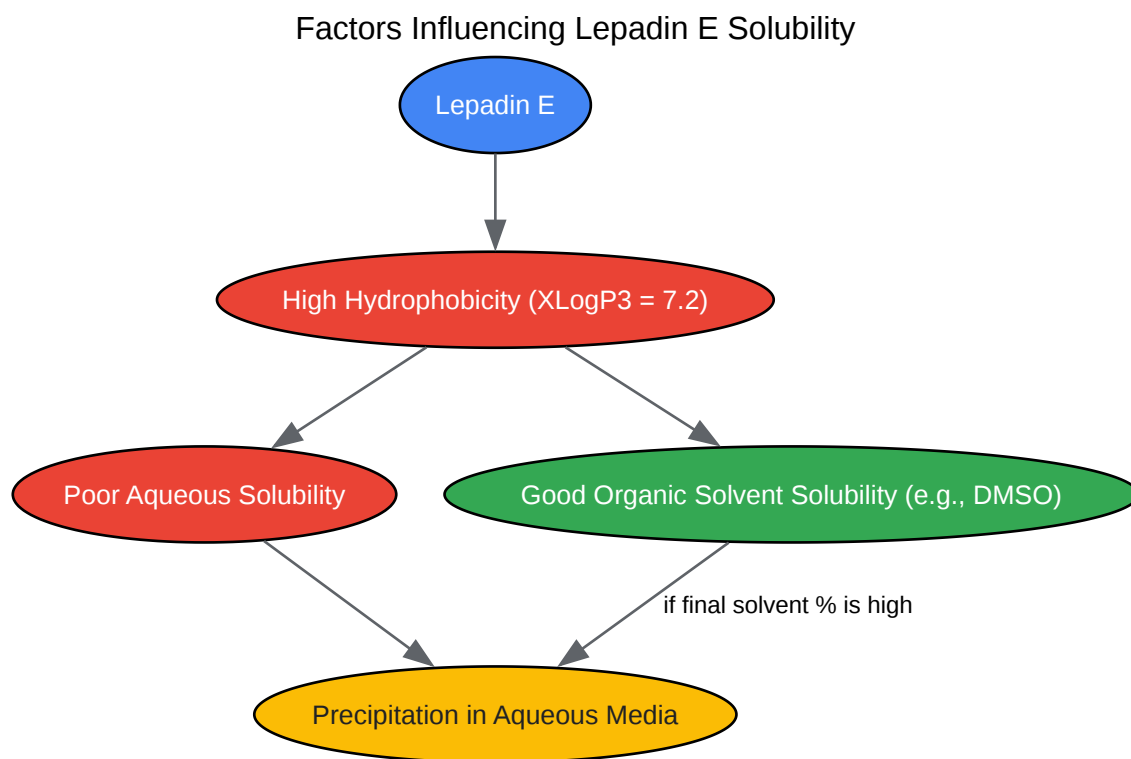 Factors Influencing Lepadin E Solubility
Lepadin E
High Hydrophobicity (XLogP3 = 7.2)
Poor Aqueous Solubility
Good Organic Solvent Solubility (e.g., DMSO)
if final solvent % is high
Precipitation in Aqueous Media